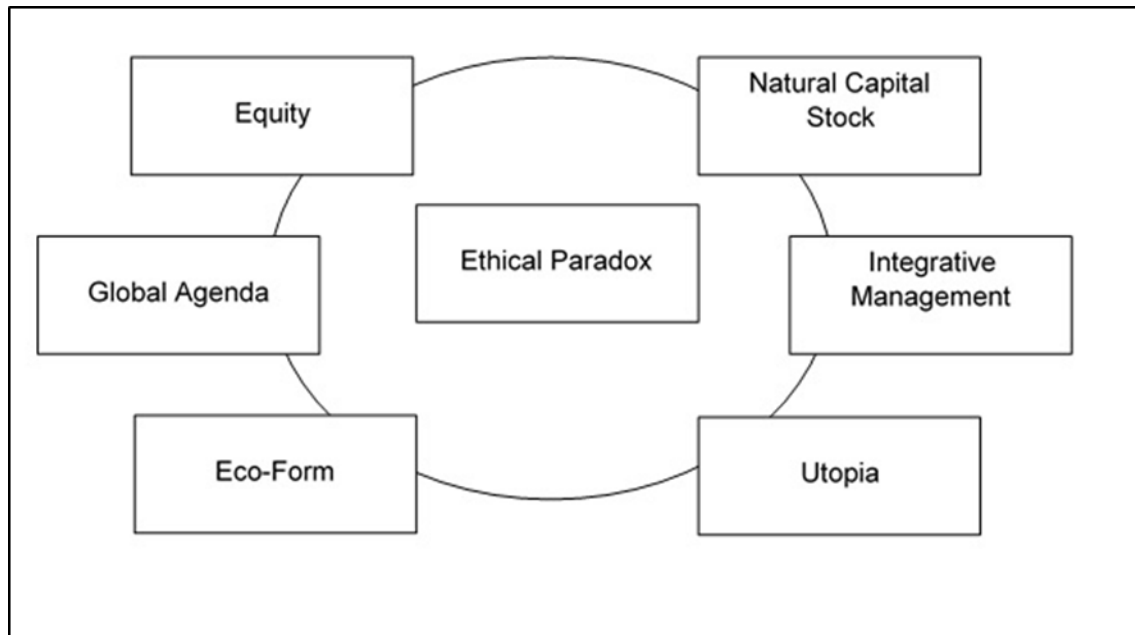 Equity
Natural Capital
Stock
Ethical Paradox
Global Agenda
Integrative
Management
Eco-Form
Utopia